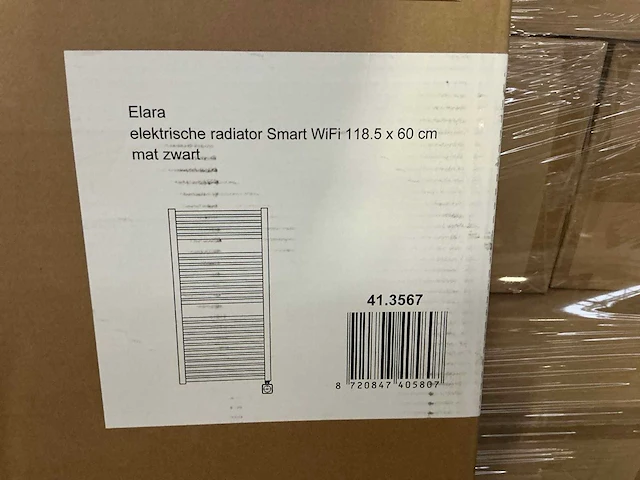 Elara
elektrische radiator Smart WiFi 118.5 x 60 cm
mat zwart
41.3567
8 720847 405807